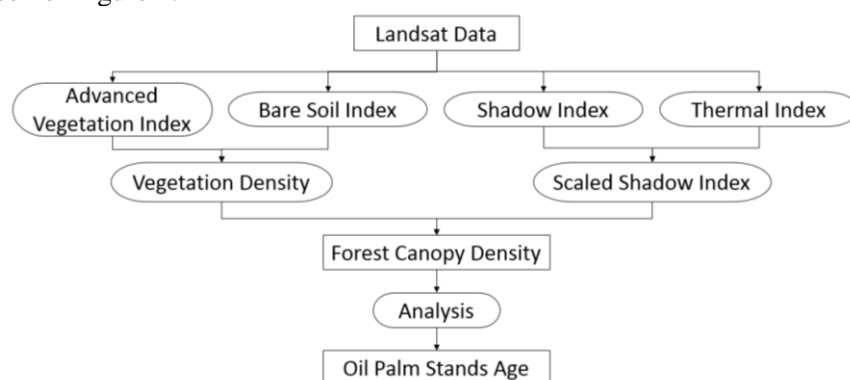 Landsat Data
Advanced
Vegetation Index
Bare Soil Index
Shadow Index
Thermal Index
Vegetation Density
Scaled Shadow Index
Forest Canopy Density
Analysis
Oil Palm Stands Age